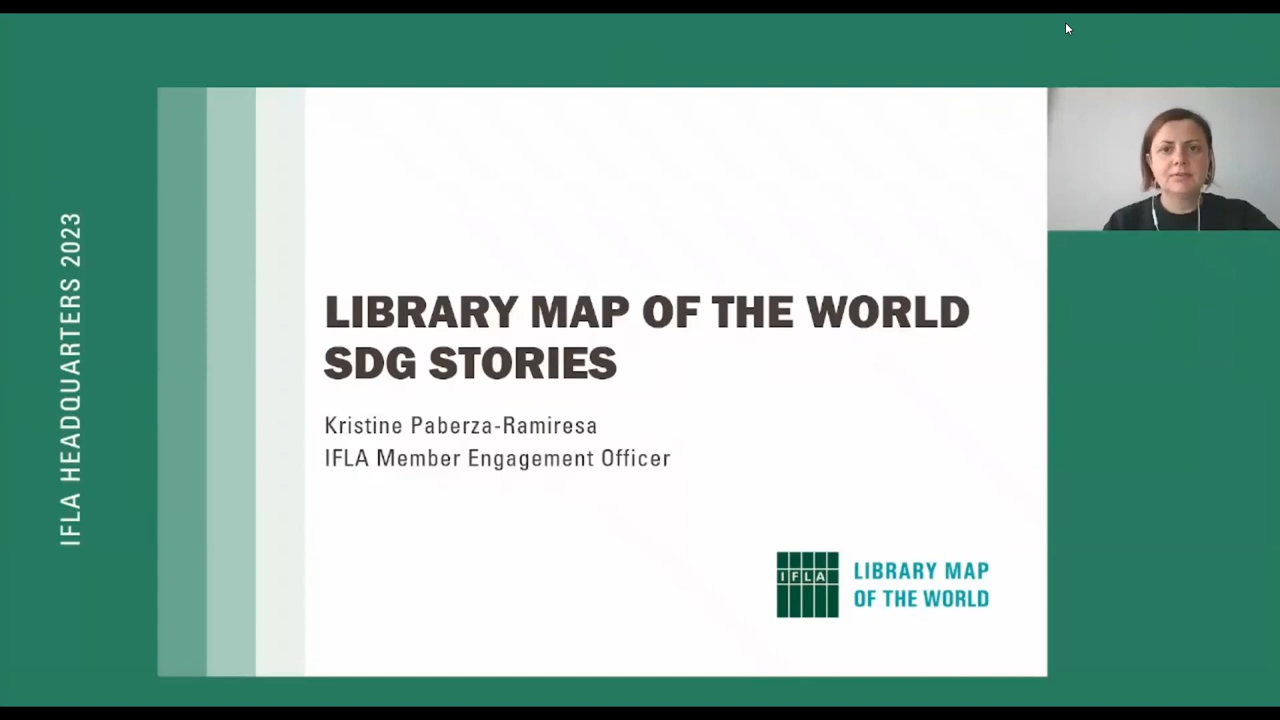 IFLA HEADQUARTERS 2023
LIBRARY MAP OF THE WORLD
SDG STORIES
Kristine Paberza-Ramiresa
IFLA Member Engagement Officer
IFLA
LIBRARY MAP
OF THE WORLD